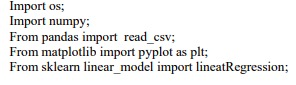 Import os;
Import numpy;
From pandas import  read_csv;
From matplotlib import pyplot as plt;
From sklearn linear_model import lineatRegression;